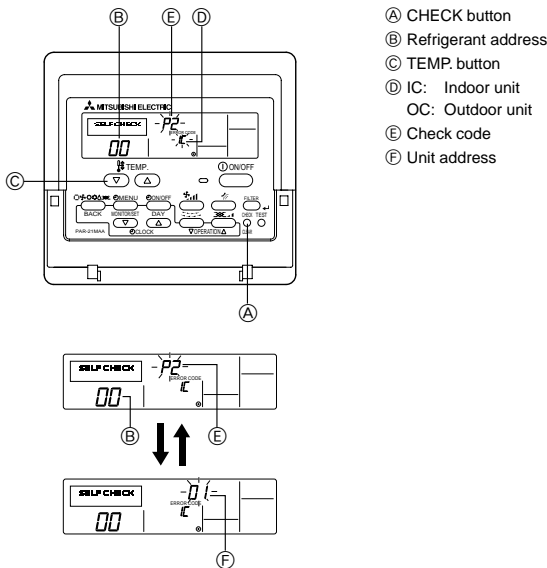 Ⓑ Ⓔ Ⓓ
MITSUBISHI ELECTRIC
SELF CHECK
P2
ERROR CODE
00
IC
TEMP.
ON/OFF
Ⓒ
MENU ON/OFF FILTER
BACK MONITOR/SET DAY CHECK TEST
PAR-21MAA CLOCK ▽OPERATION△ CLEAR
Ⓐ
SELF CHECK
P2
ERROR CODE
00
IC
Ⓑ Ⓔ
SELF CHECK
01
ERROR CODE
00
IC
Ⓕ
Ⓐ CHECK button
Ⓑ Refrigerant address
Ⓒ TEMP. button
Ⓓ IC: Indoor unit
OC: Outdoor unit
Ⓔ Check code
Ⓕ Unit address